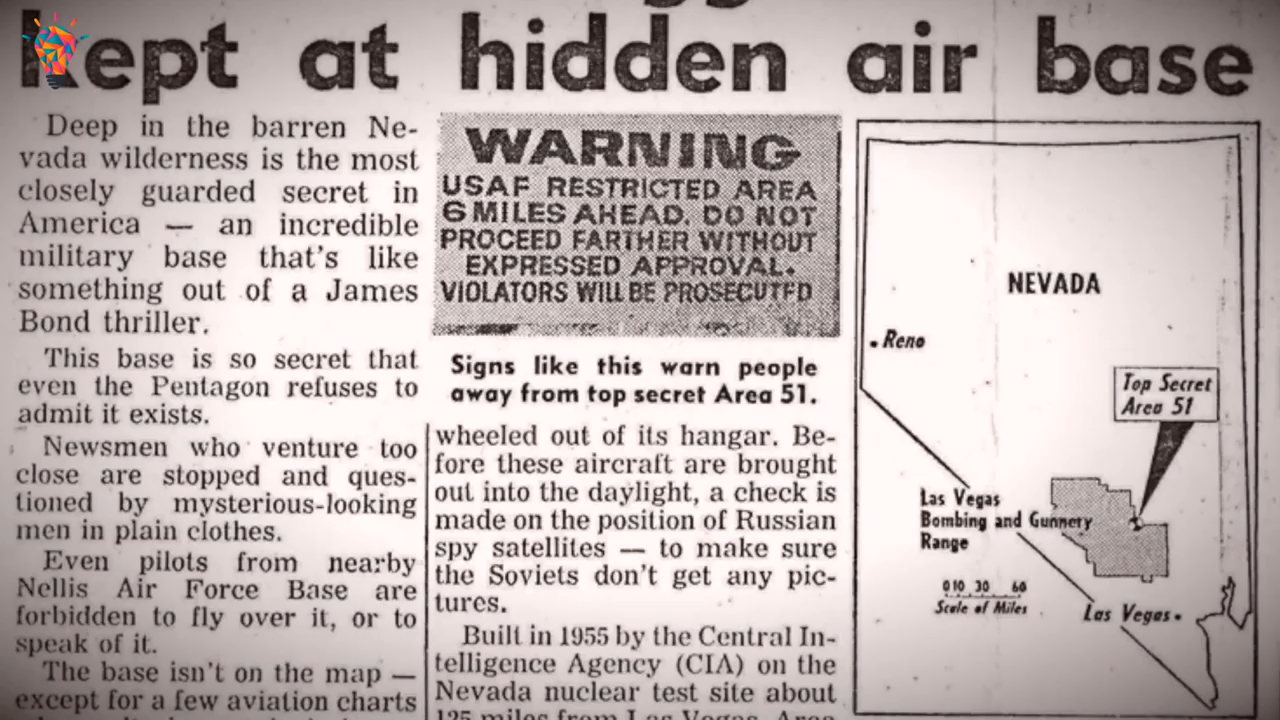 kept at hidden air base
Deep in the barren Ne-
vada wilderness is the most
closely guarded secret in
America — an incredible
military base that's like
something out of a James
Bond thriller.
This base is so secret that
even the Pentagon refuses to
admit it exists.
Newsmen who venture too
close are stopped and ques-
tioned by mysterious-looking
men in plain clothes.
Even pilots from nearby
Nellis Air Force Base are
forbidden to fly over it, or to
speak of it.
The base isn't on the map —
except for a few aviation charts
WARNING
USAF RESTRICTED AREA
6 MILES AHEAD. DO NOT
PROCEED FARTHER WITHOUT
EXPRESSED APPROVAL.
VIOLATORS WILL BE PROSECUTED
Signs like this warn people
away from top secret Area 51.
wheeled out of its hangar. Be-
fore these aircraft are brought
out into the daylight, a check is
made on the position of Russian
spy satellites — to make sure
the Soviets don't get any pic-
tures.
Built in 1955 by the Central In-
telligence Agency (CIA) on the
Nevada nuclear test site about
125 miles from Las Vegas, Area
NEVADA
Reno
Top Secret
Area 51
Las Vegas
Bombing and Gunnery
Range
0 10 30 60
Scale of Miles
Las Vegas